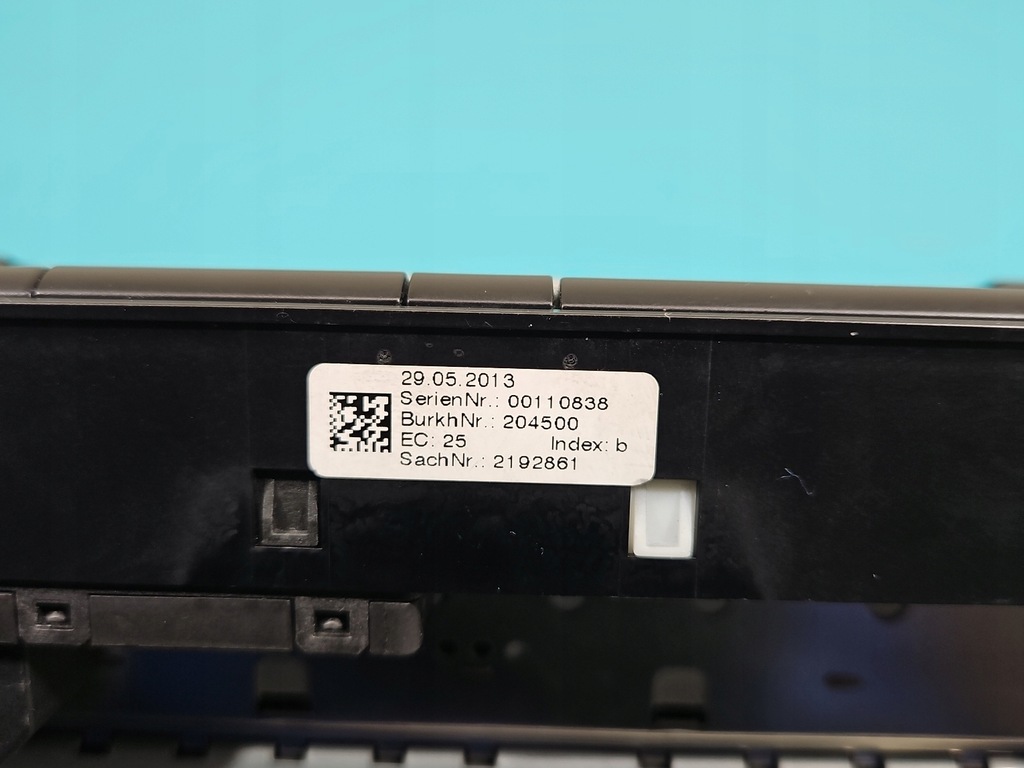 29.05.2013
SerienNr.: 00110838
BurkhNr.: 204500
EC: 25 Index: b
SachNr.: 2192861